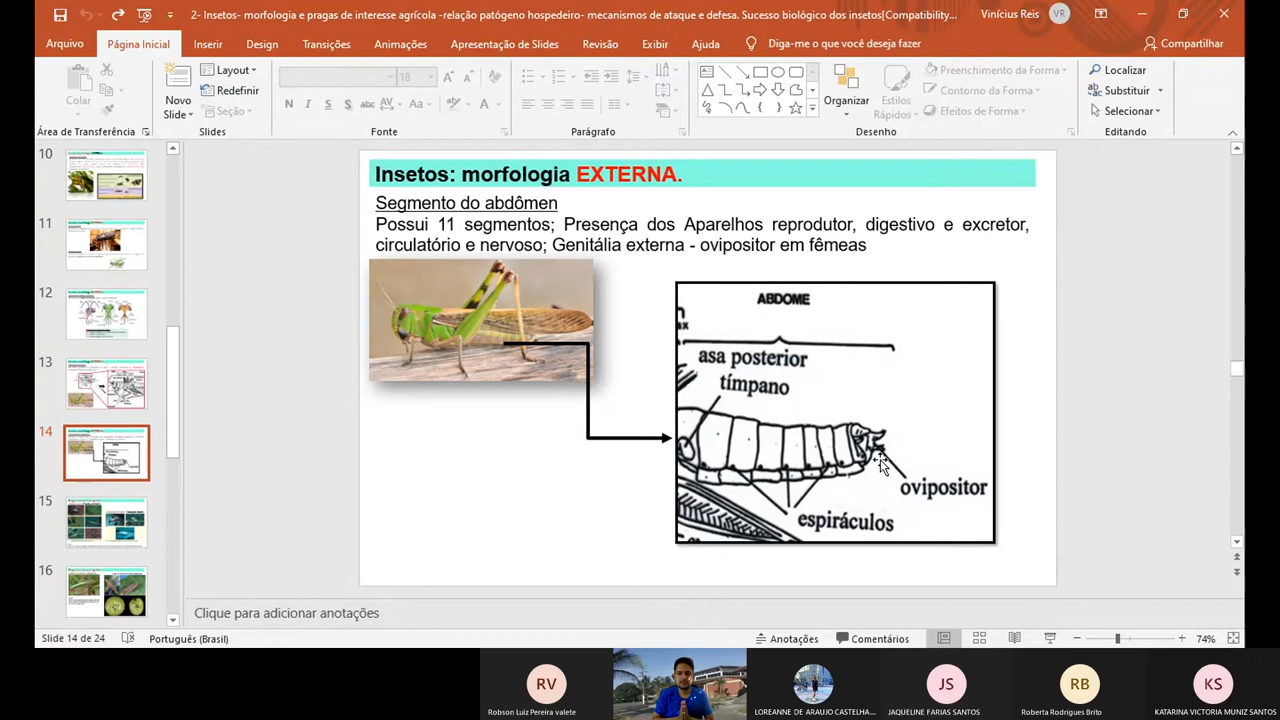 2- Insetos- morfologia e pragas de interesse agrícola -relação patógeno hospedeiro- mecanismos de ataque e defesa. Sucesso biológico dos insetos[Compatibility...
Vinícius Reis
VR
Arquivo
Página Inicial
Inserir
Design
Transições
Animações
Apresentação de Slides
Revisão
Exibir
Ajuda
Diga-me o que você deseja fazer
Compartilhar
Colar
Novo
Slide
Layout
Redefinir
Seção
18
N I S S abc AV Aa A
Organizar
Estilos
Rápidos
Preenchimento da Forma
Contorno da Forma
Efeitos de Forma
Localizar
Substituir
Selecionar
Área de Transferência
Slides
Fonte
Parágrafo
Desenho
Editando
10
11
12
13
14
15
16
Insetos: morfologia EXTERNA.
Segmento do abdômen
Possui 11 segmentos; Presença dos Aparelhos reprodutor, digestivo e excretor,
circulatório e nervoso; Genitália externa - ovipositor em fêmeas
ABDOME
asa posterior
tímpano
ovipositor
espiráculos
Clique para adicionar anotações
Slide 14 de 24
Português (Brasil)
Anotações
Comentários
74%
RV
Robson Luiz Pereira valete
LOREANNE DE ARAUJO CASTELHA...
JS
JAQUELINE FARIAS SANTOS
RB
Roberta Rodrigues Brito
KS
KATARINA VICTORIA MUNIZ SANTOS